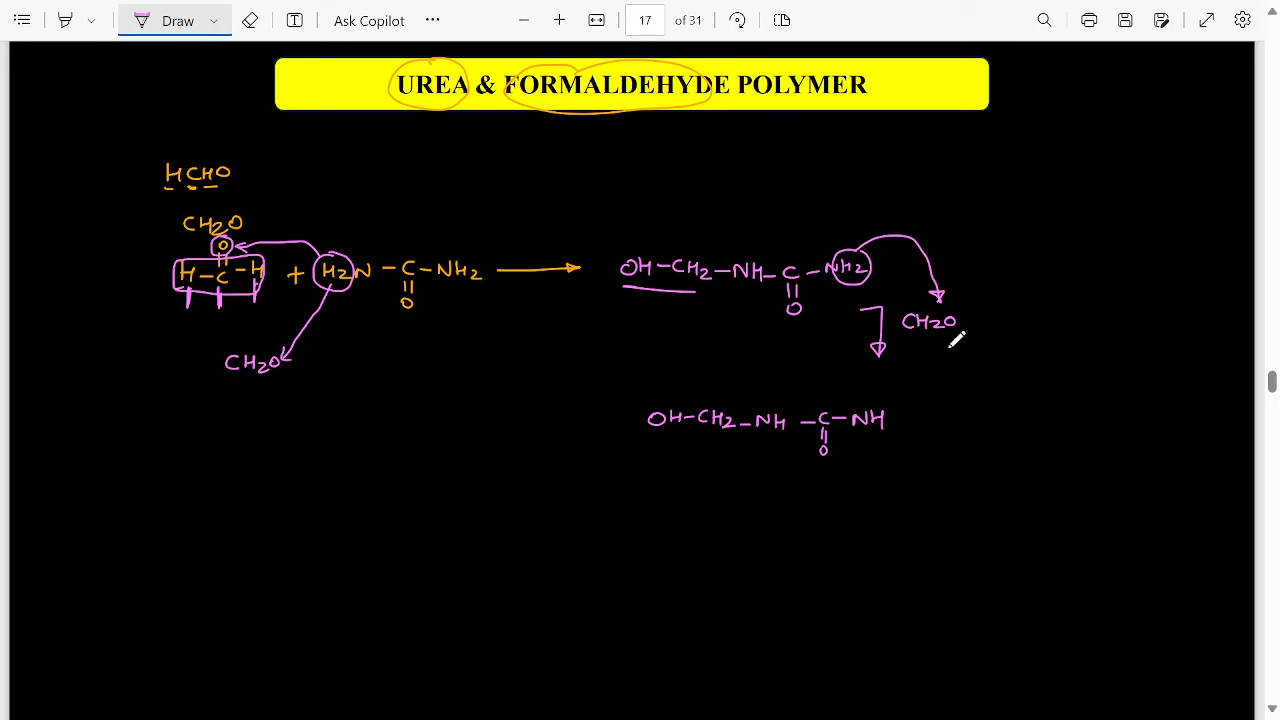 Draw
Ask Copilot
17 of 31
UREA & FORMALDEHYDE POLYMER
HCHO
CH2O
O
H-C-H + H2N-C-NH2
O
OH-CH2-NH-C-NH2
O
CH2O
CH2O
OH-CH2-NH-C-NH
O